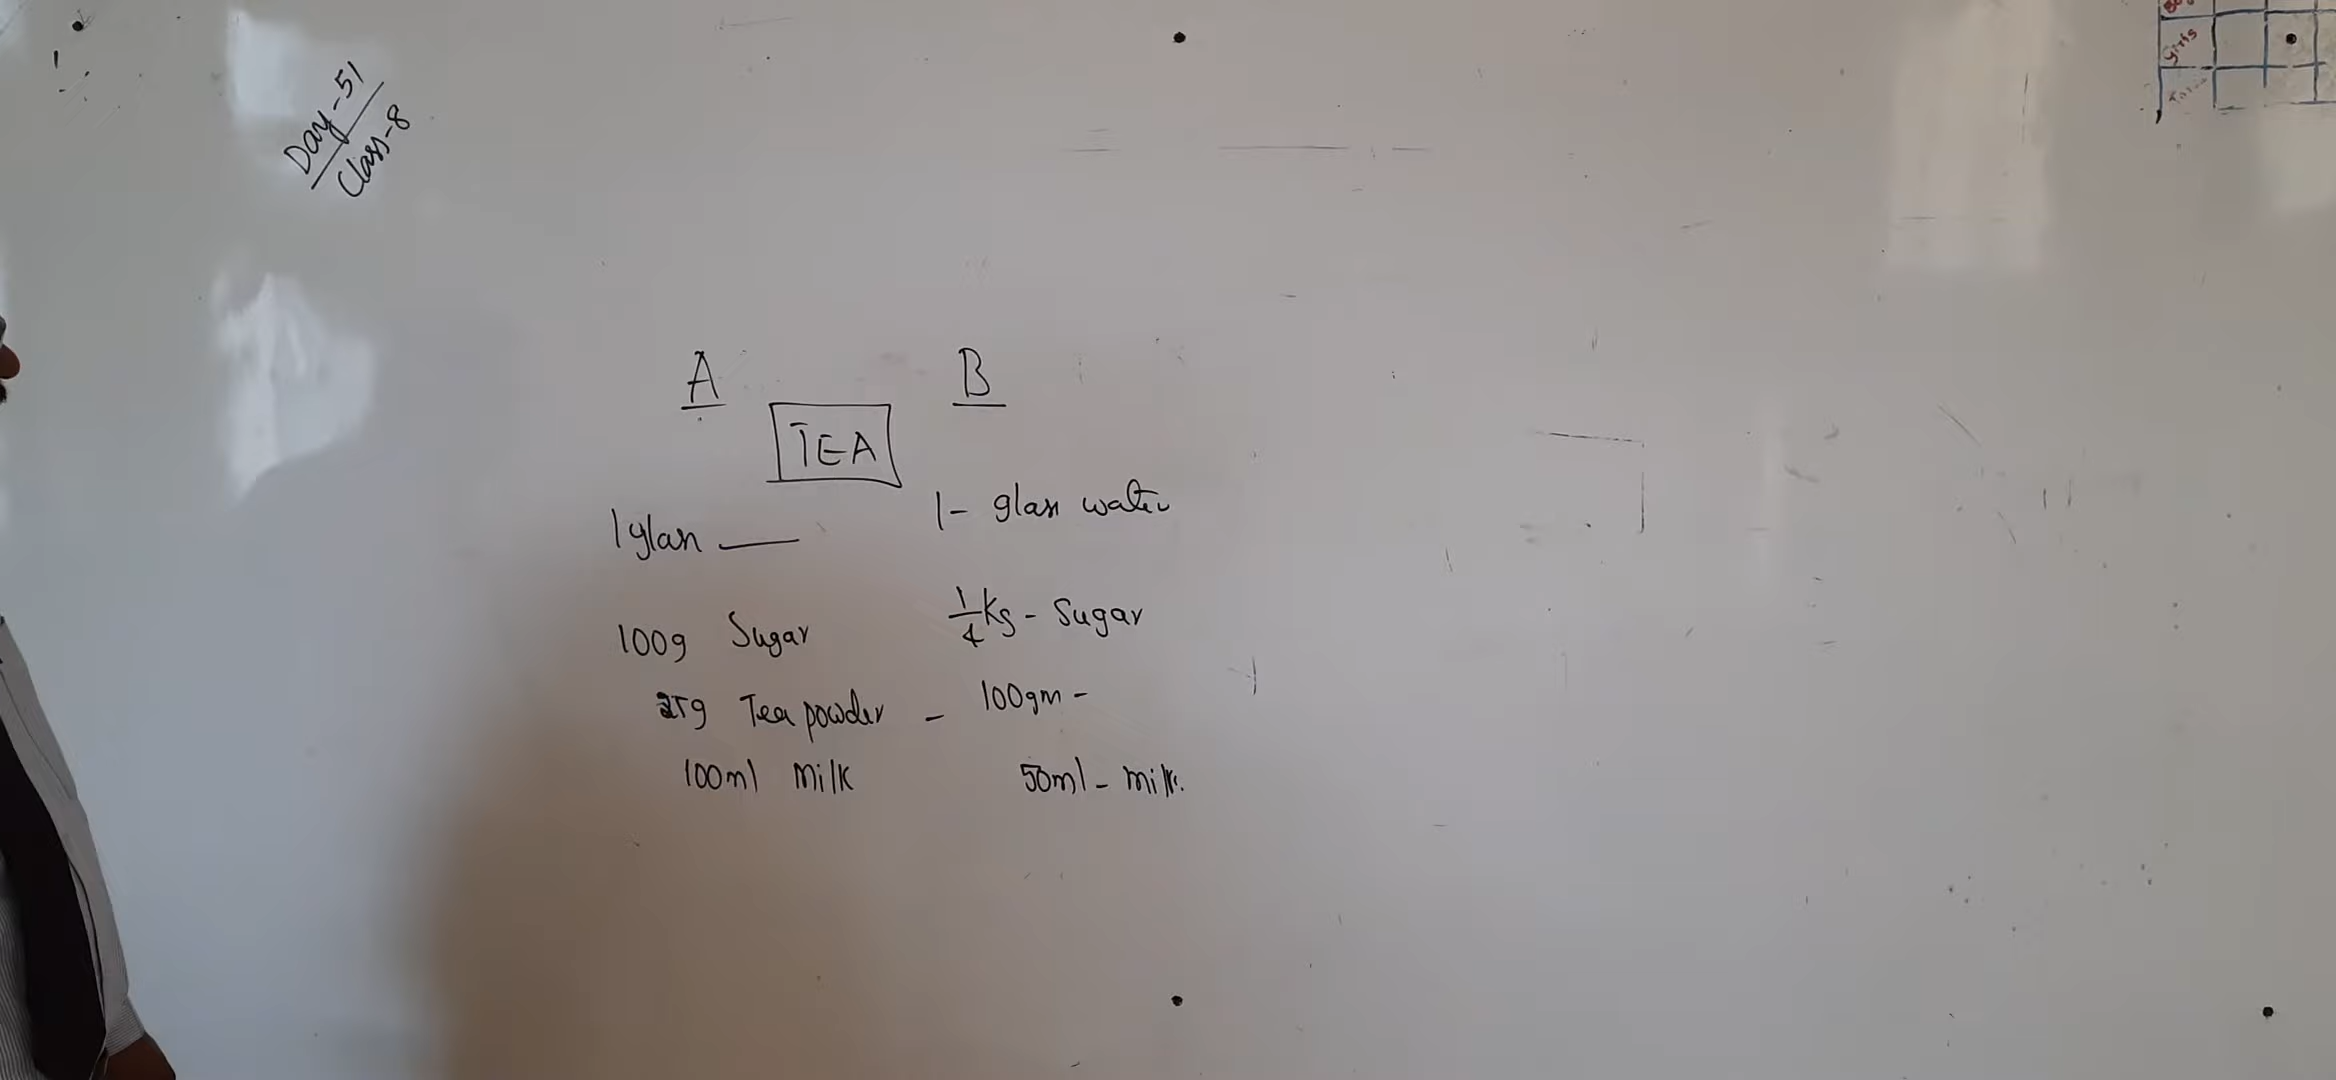 Day-51
Class-8
Girls
A B
TEA
1 glass —
1- glass water
100g Sugar
1/4 Kg - Sugar
25g Tea powder - 100gm -
100ml Milk
50ml - milk.